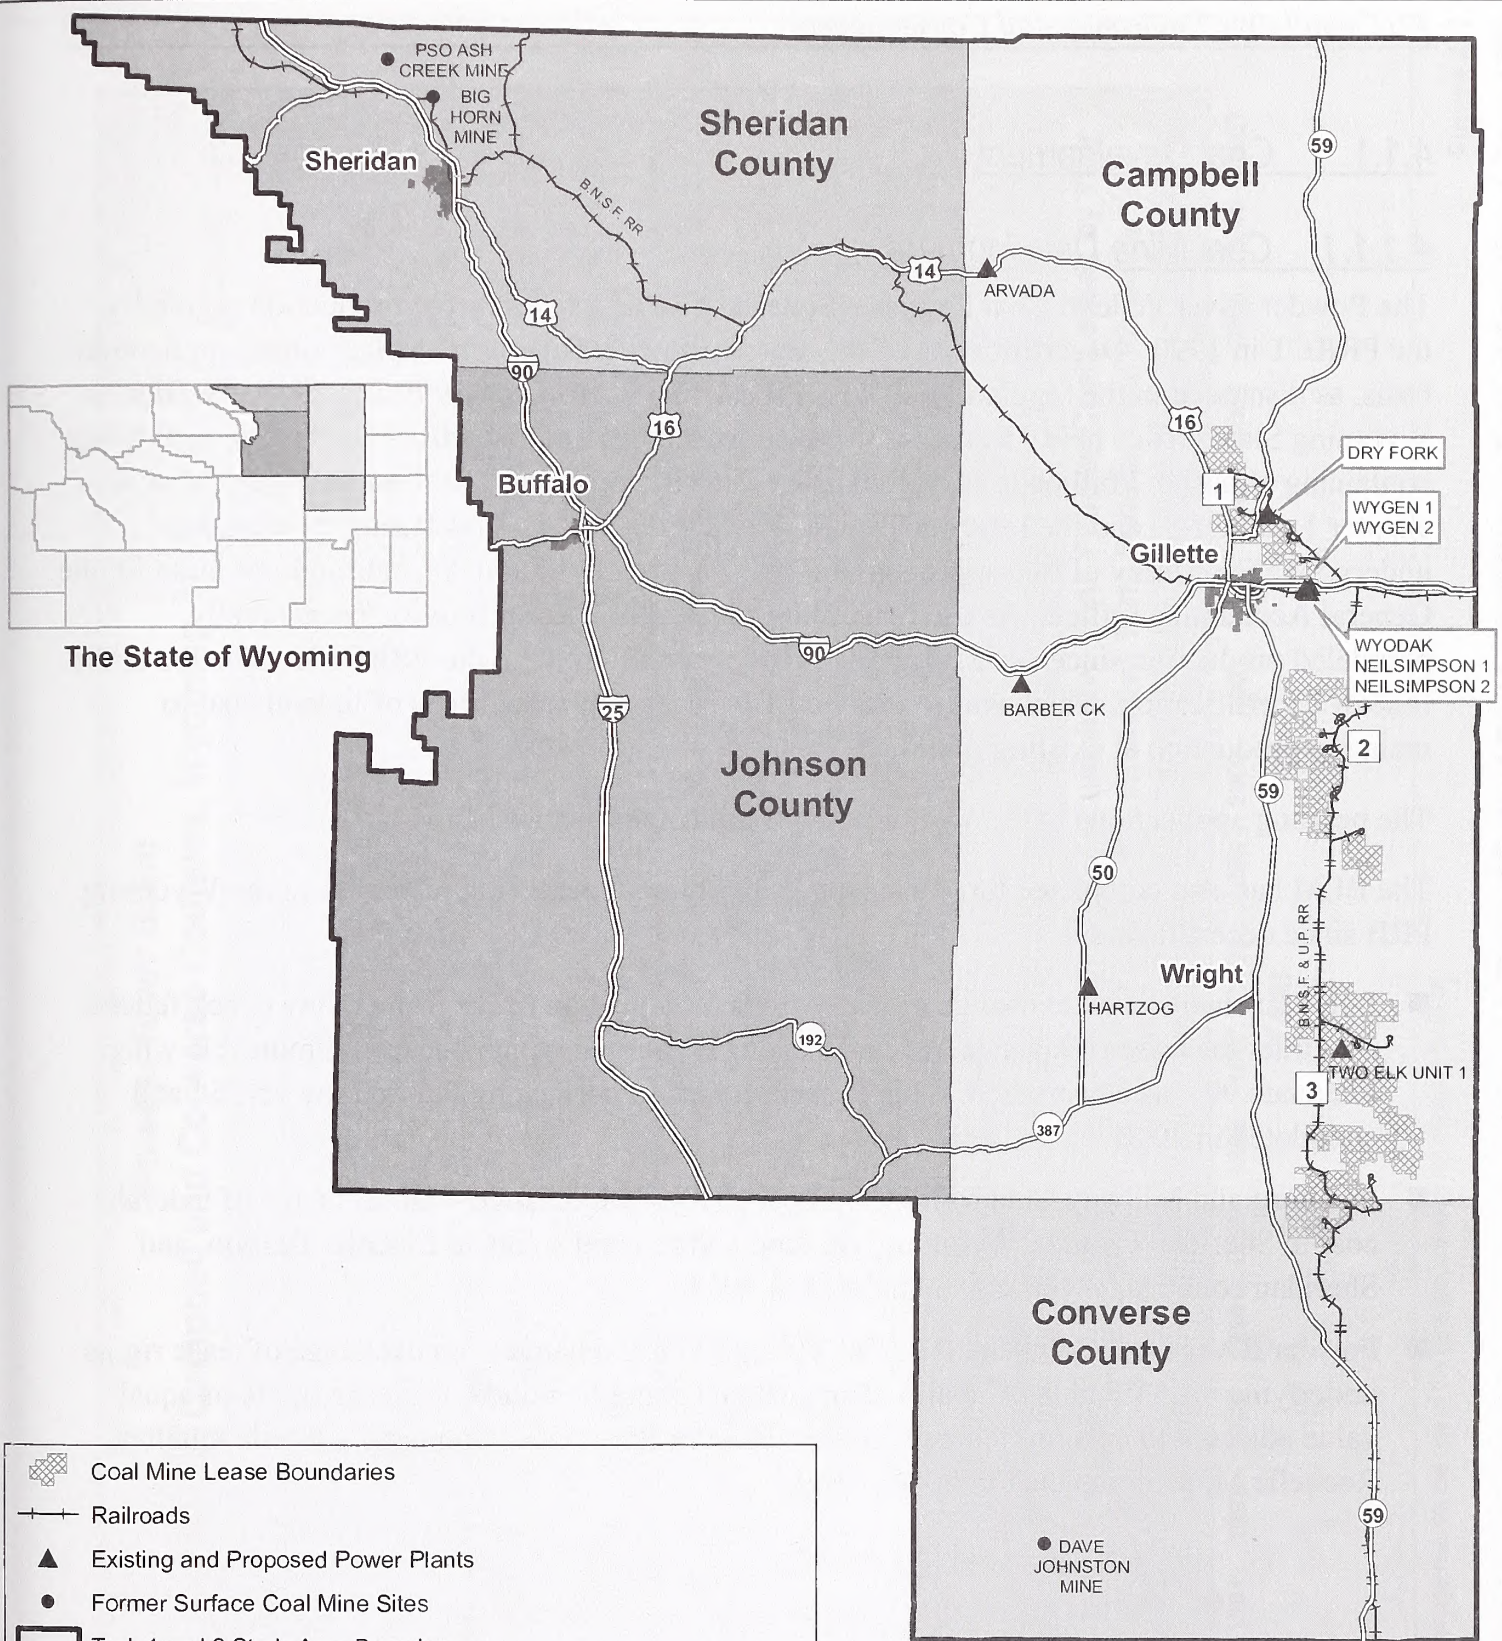 PSO ASH
CREEK MINE
BIG
HORN
MINE
Sheridan
Sheridan
County
Campbell
County
59
B.N.S.F. RR
14
ARVADA
14
90
16
16
DRY FORK
1
WYGEN 1
WYGEN 2
Buffalo
Gillette
The State of Wyoming
90
WYODAK
NEILSIMPSON 1
NEILSIMPSON 2
BARBER CK
25
2
Johnson
County
59
50
B.N.S.F. & U.P. RR
Wright
HARTZOG
192
TWO ELK UNIT 1
3
387
Converse
County
Coal Mine Lease Boundaries
Railroads
Existing and Proposed Power Plants
Former Surface Coal Mine Sites
59
DAVE
JOHNSTON
MINE